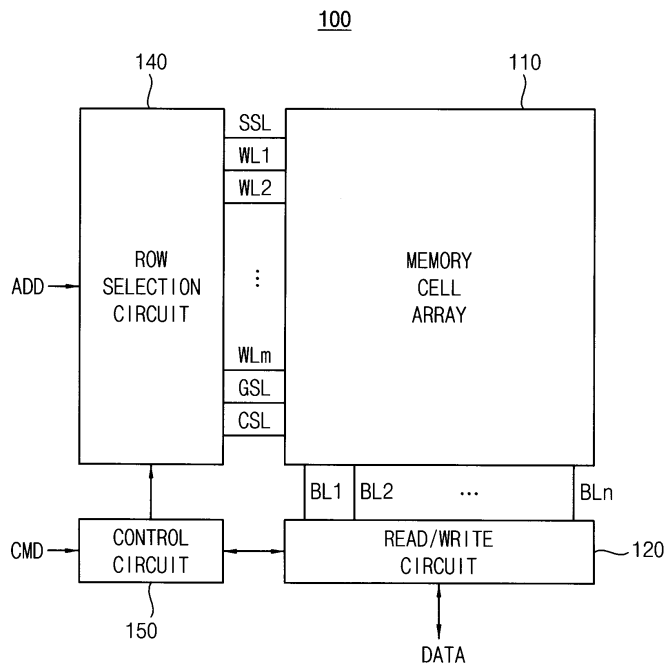 100
140
110
SSL
WL1
WL2
⋮
WLm
GSL
CSL
ADD
ROW
SELECTION
CIRCUIT
MEMORY
CELL
ARRAY
BL1
BL2
...
BLn
CMD
CONTROL
CIRCUIT
READ/WRITE
CIRCUIT
120
150
DATA